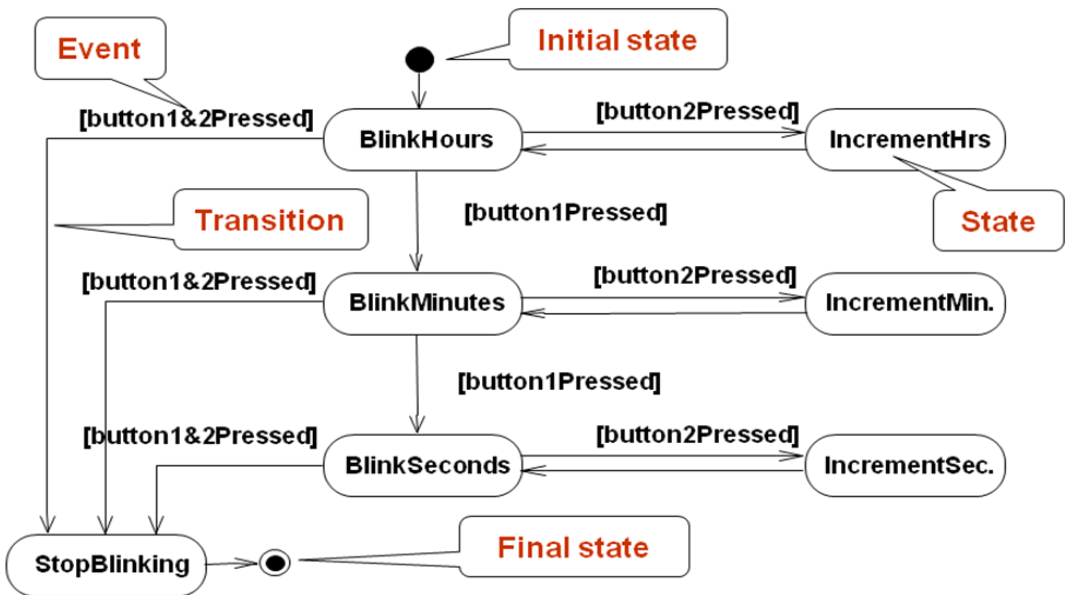 Initial state
Event
[button1&2Pressed]
[button2Pressed]
BlinkHours
IncrementHrs
Transition
[button1Pressed]
State
[button1&2Pressed]
[button2Pressed]
BlinkMinutes
IncrementMin.
[button1Pressed]
[button1&2Pressed]
[button2Pressed]
BlinkSeconds
IncrementSec.
StopBlinking
Final state